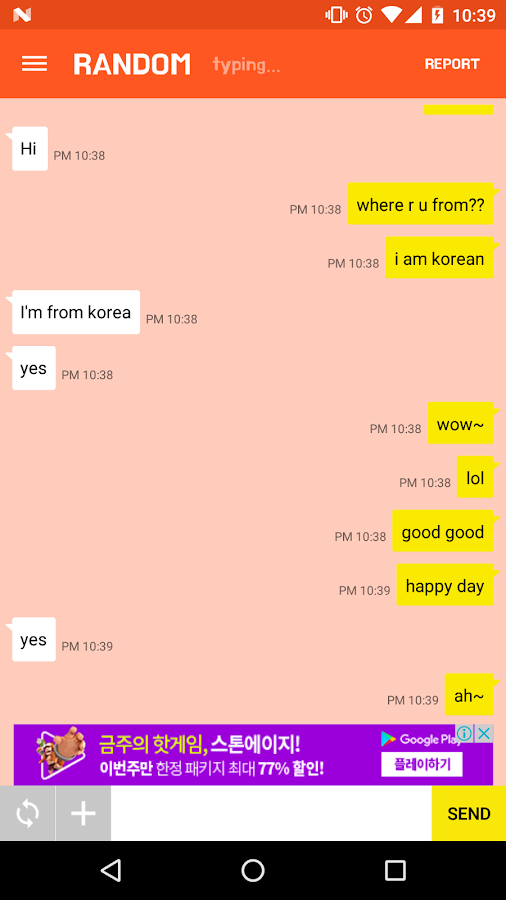 10:39
RANDOM typing... REPORT
Hi PM 10:38
PM 10:38 where r u from??
PM 10:38 i am korean
I'm from korea PM 10:38
yes PM 10:38
PM 10:38 wow~
PM 10:38 lol
PM 10:38 good good
PM 10:39 happy day
yes PM 10:39
PM 10:39 ah~
금주의 핫게임, 스톤에이지!
이번주만 한정 패키지 최대 77% 할인!
Google Play
플레이하기
SEND